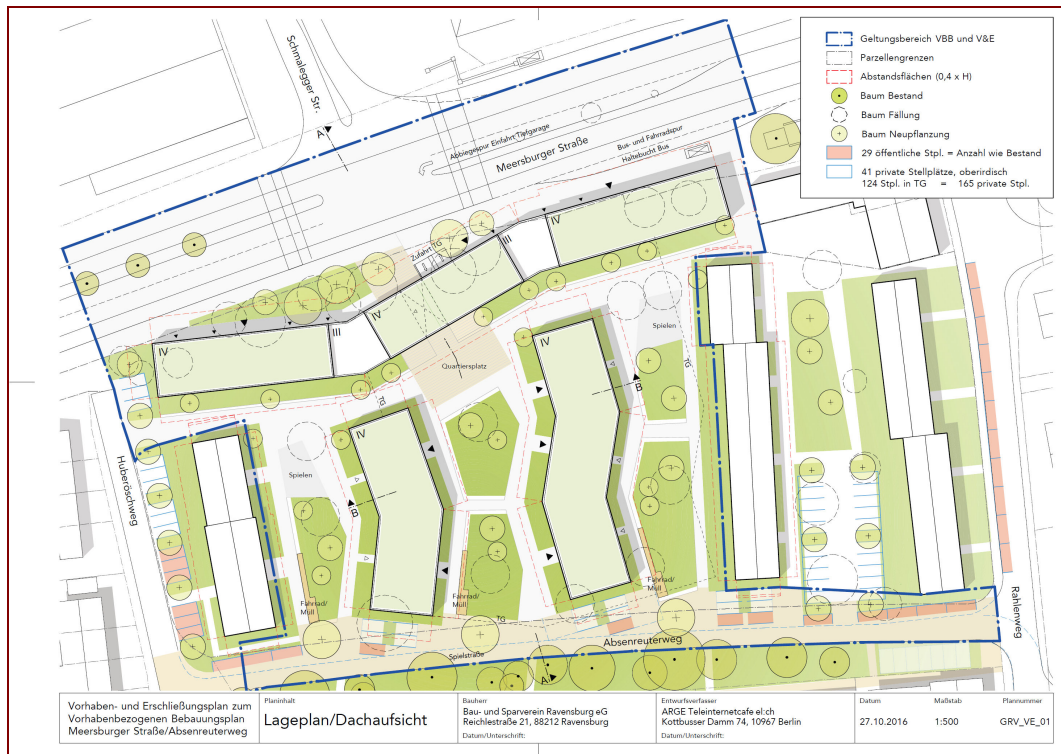 Geltungsbereich VBB und V&E
Parzellengrenzen
Abstandsflächen (0,4 x H)
Baum Bestand
Baum Fällung
Baum Neupflanzung
29 öffentliche Stpl. = Anzahl wie Bestand
41 private Stellplätze, oberirdisch
124 Stpl. in TG = 165 private Stpl.
Schmalegger Str.
A
Abbiegespur Einfahrt Tiefgarage
Meersburger Straße
Bus- und Fahrradspur
Haltebucht Bus
Zufahrt TG
IV
III
IV
III
IV
Spielen
TG
Quartiersplatz
IV
B
TG
IV
Huberöschweg
Spielen
B
Fahrrad/
Müll
Fahrrad/
Müll
Fahrrad/
Müll
TG
Absenreuterweg
Spielstraße
A
Rahlenweg
Vorhaben- und Erschließungsplan zum
Vorhabenbezogenen Bebauungsplan
Meersburger Straße/Absenreuterweg
Planinhalt
Lageplan/Dachaufsicht
Bauherr
Bau- und Sparverein Ravensburg eG
Reichlestraße 21, 88212 Ravensburg
Datum/Unterschrift:
Entwurfsverfasser
ARGE Teleinternetcafe el:ch
Kottbusser Damm 74, 10967 Berlin
Datum/Unterschrift:
Datum
27.10.2016
Maßstab
1:500
Plannummer
GRV_VE_01